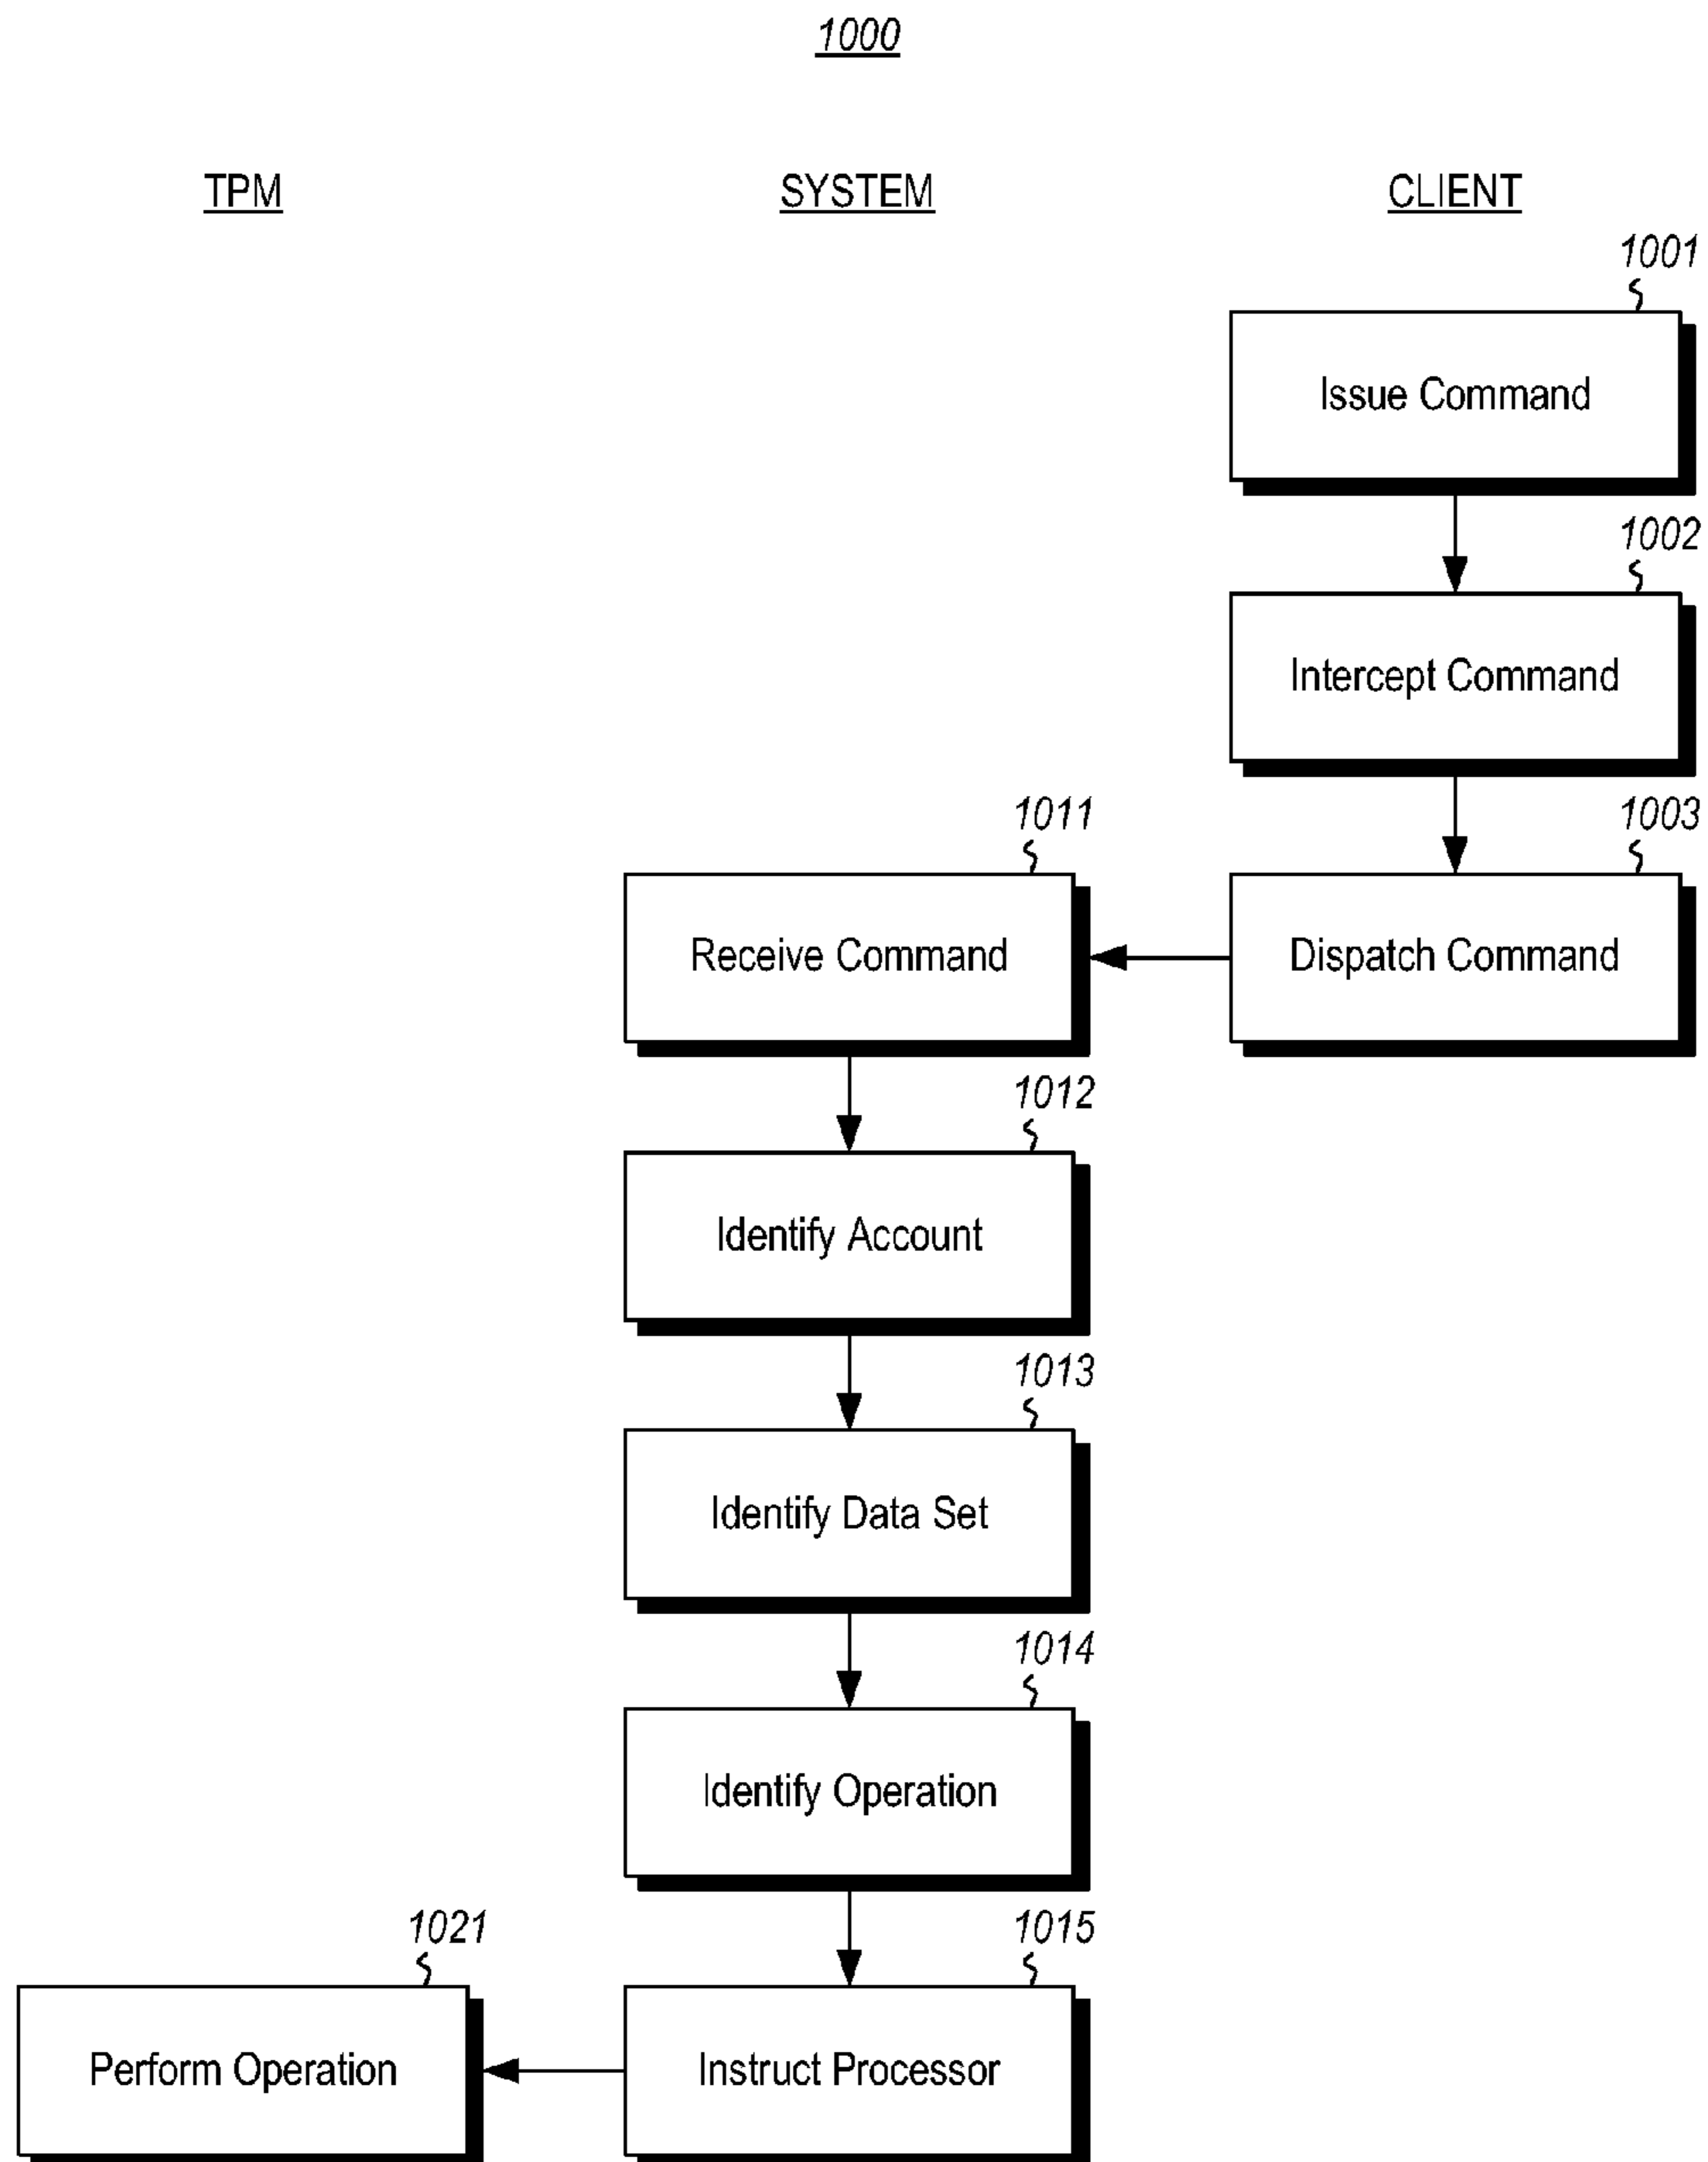 1000
TPM
SYSTEM
CLIENT
1001
Issue Command
1002
Intercept Command
1011
1003
Receive Command
Dispatch Command
1012
Identify Account
1013
Identify Data Set
1014
Identify Operation
1021
1015
Perform Operation
Instruct Processor